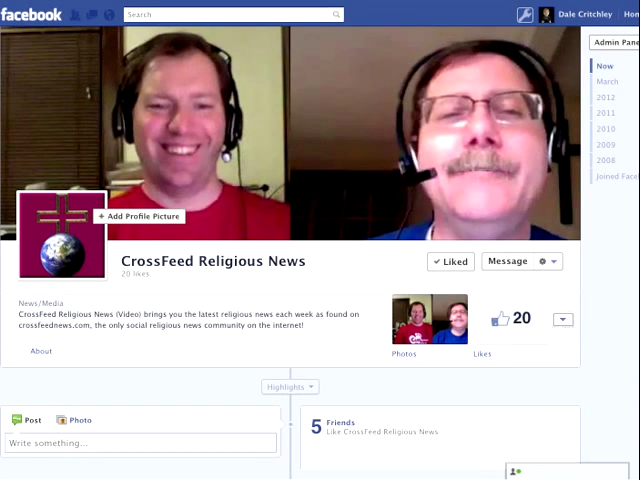 facebook
Search
Dale Critchley
Admin Pane
Now
March
2012
2011
2010
2009
2008
Joined Face
+ Add Profile Picture
CrossFeed Religious News
20 likes
Liked
Message
News/Media
CrossFeed Religious News (Video) brings you the latest religious news each week as found on
crossfeednews.com, the only social religious news community on the internet!
20
About
Photos
Likes
Highlights
Post
Photo
Write something...
5
Friends
Like CrossFeed Religious News